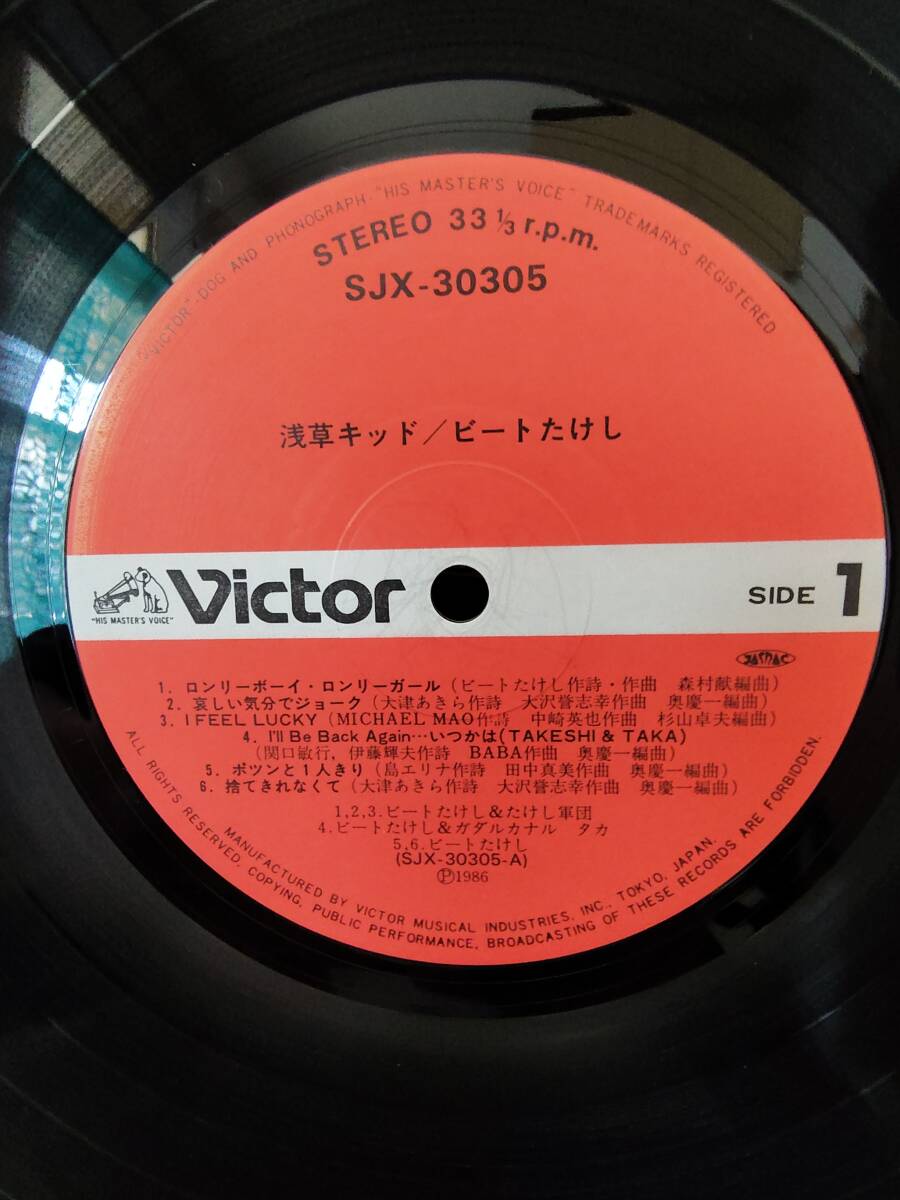 "VICTOR"-DOG AND PHONOGRAPH-"HIS MASTER'S VOICE" TRADEMARKS REGISTERED
STEREO 33 1/3 r.p.m.
SJX-30305
浅草キッド／ビートたけし
"HIS MASTER'S VOICE"
Victor
SIDE 1
JASRAC
1. ロンリーボーイ・ロンリーガール（ビートたけし作詩・作曲 森村献編曲）
2. 哀しい気分でジョーク（大津あきら作詩 大沢誉志幸作曲 奥慶一編曲）
3. I FEEL LUCKY（MICHAEL MAO作詩 中崎英也作曲 杉山卓夫編曲）
4. I'll Be Back Again…いつかは(TAKESHI & TAKA)
（関口敏行，伊藤輝夫作詩 BABA作曲 奥慶一編曲）
5. ポツンと1人きり（島エリナ作詩 田中真美作曲 奥慶一編曲）
6. 捨てきれなくて（大津あきら作詩 大沢誉志幸作曲 奥慶一編曲）
1,2,3.ビートたけし&たけし軍団
4.ビートたけし&ガダルカナル タカ
5,6.ビートたけし
(SJX-30305-A)
Ⓟ1986
ALL RIGHTS RESERVED. COPYING, PUBLIC PERFORMANCE, BROADCASTING OF THESE RECORDS ARE FORBIDDEN.
MANUFACTURED BY VICTOR MUSICAL INDUSTRIES, INC., TOKYO, JAPAN.